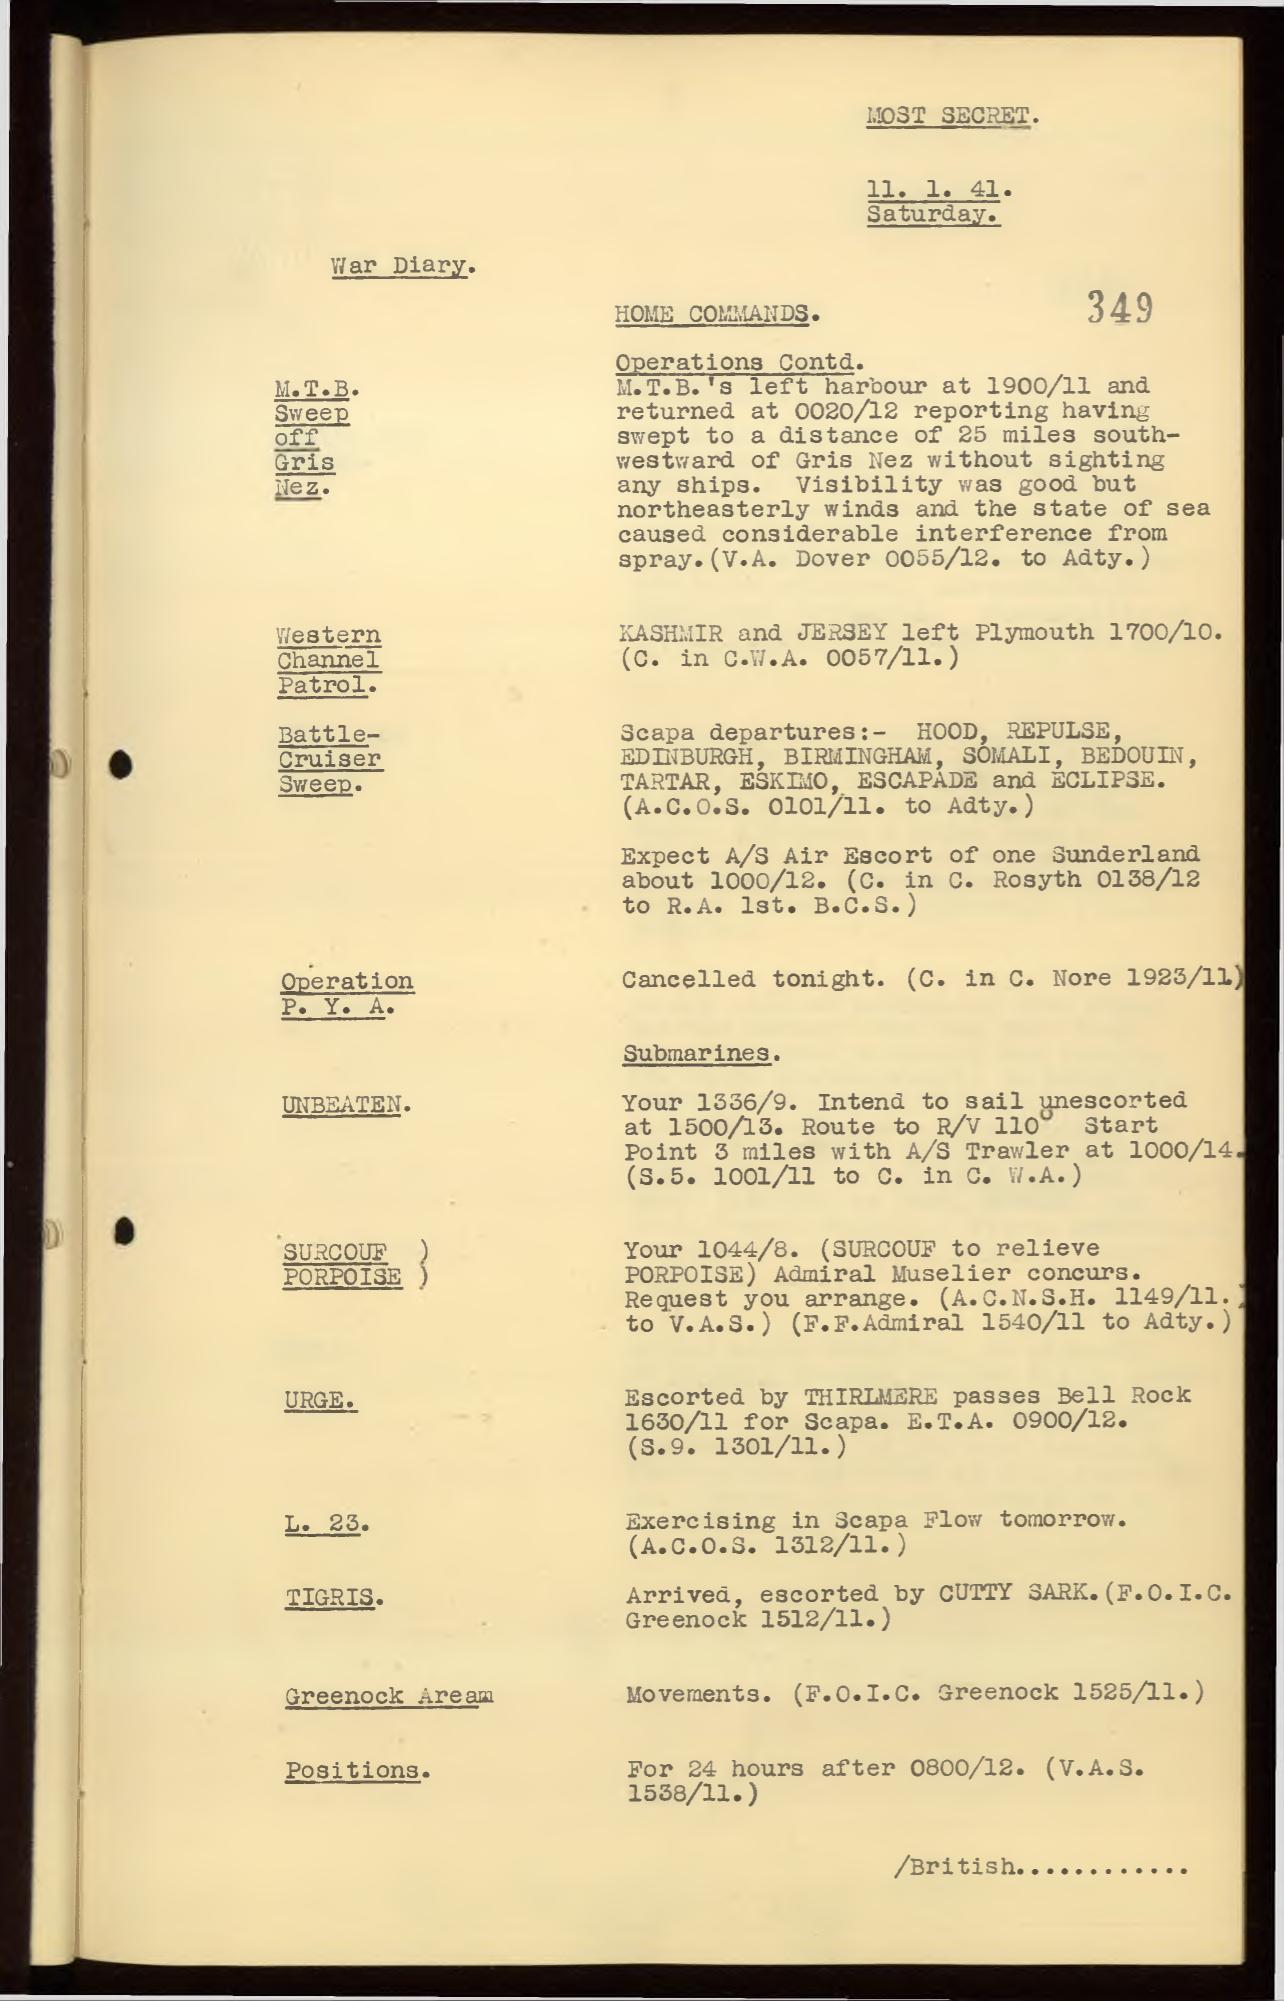 MOST SECRET.
11. 1. 41.
Saturday.
War Diary.
HOME COMMANDS.
349
Operations Contd.
M.T.B.
Sweep
off
Gris
Nez.
M.T.B.'s left harbour at 1900/11 and
returned at 0020/12 reporting having
swept to a distance of 25 miles south-
westward of Gris Nez without sighting
any ships. Visibility was good but
northeasterly winds and the state of sea
caused considerable interference from
spray.(V.A. Dover 0055/12. to Adty.)
Western
Channel
Patrol.
KASHMIR and JERSEY left Plymouth 1700/10.
(C. in C.W.A. 0057/11.)
Battle-
Cruiser
Sweep.
Scapa departures:- HOOD, REPULSE,
EDINBURGH, BIRMINGHAM, SOMALI, BEDOUIN,
TARTAR, ESKIMO, ESCAPADE and ECLIPSE.
(A.C.O.S. 0101/11. to Adty.)
Expect A/S Air Escort of one Sunderland
about 1000/12. (C. in C. Rosyth 0138/12
to R.A. 1st. B.C.S.)
Operation
P. Y. A.
Cancelled tonight. (C. in C. Nore 1923/11)
Submarines.
UNBEATEN.
Your 1336/9. Intend to sail unescorted
at 1500/13. Route to R/V 110° Start
Point 3 miles with A/S Trawler at 1000/14.
(S.5. 1001/11 to C. in C. W.A.)
SURCOUF )
PORPOISE )
Your 1044/8. (SURCOUF to relieve
PORPOISE) Admiral Muselier concurs.
Request you arrange. (A.C.N.S.H. 1149/11.
to V.A.S.) (F.F.Admiral 1540/11 to Adty.)
URGE.
Escorted by THIRLMERE passes Bell Rock
1630/11 for Scapa. E.T.A. 0900/12.
(S.9. 1301/11.)
L. 23.
Exercising in Scapa Flow tomorrow.
(A.C.O.S. 1312/11.)
TIGRIS.
Arrived, escorted by CUTTY SARK.(F.O.I.C.
Greenock 1512/11.)
Greenock Aream
Movements. (F.O.I.C. Greenock 1525/11.)
Positions.
For 24 hours after 0800/12. (V.A.S.
1538/11.)
/British............